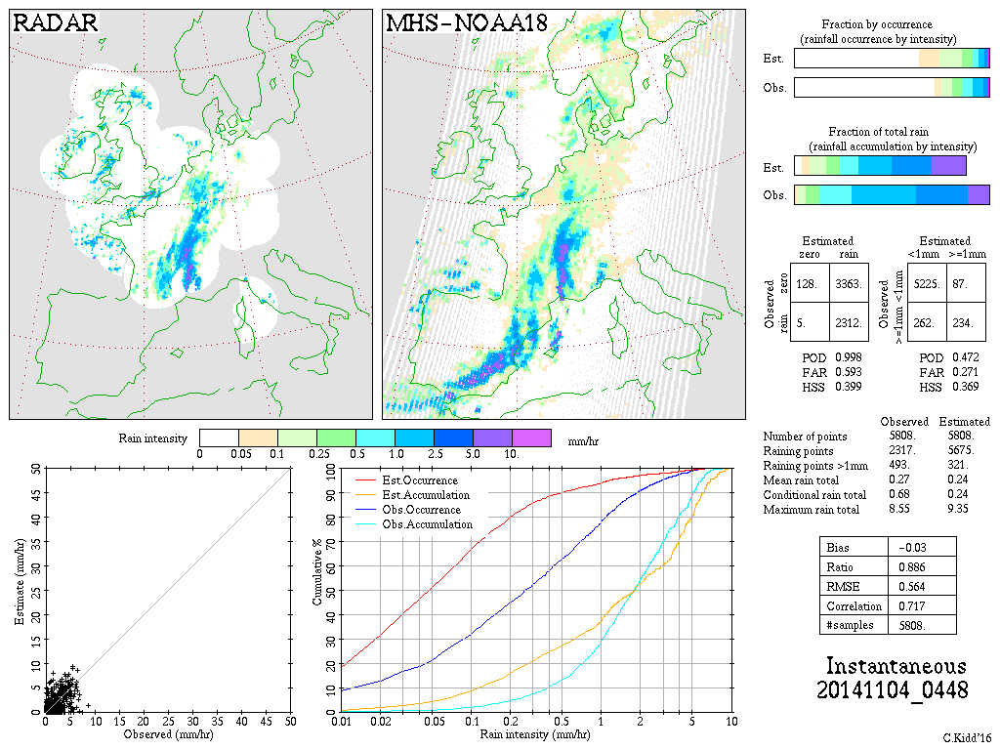 RADAR
MHS-NOAA18
Fraction by occurrence
(rainfall occurrence by intensity)
Est.
Obs.
Fraction of total rain
(rainfall accumulation by intensity)
Est.
Obs.
Estimated
zero rain
Observed
rain zero
128. 3363.
5. 2312.
POD 0.998
FAR 0.593
HSS 0.399
Estimated
<1mm >=1mm
Observed
>=1mm <1mm
5225. 87.
262. 234.
POD 0.472
FAR 0.271
HSS 0.369
Rain intensity
0 0.05 0.1 0.25 0.5 1.0 2.5 5.0 10.
mm/hr
Observed Estimated
Number of points 5808. 5808.
Raining points 2317. 5675.
Raining points >1mm 493. 321.
Mean rain total 0.27 0.24
Conditional rain total 0.68 0.24
Maximum rain total 8.55 9.35
Estimate (mm/hr)
50
45
40
35
30
25
20
15
10
5
0
0 5 10 15 20 25 30 35 40 45 50
Observed (mm/hr)
Cumulative %
100
90
80
70
60
50
40
30
20
10
0
Est.Occurrence
Est.Accumulation
Obs.Occurrence
Obs.Accumulation
0.01 0.02 0.05 0.1 0.2 0.5 1 2 5 10
Rain intensity (mm/hr)
Bias -0.03
Ratio 0.886
RMSE 0.564
Correlation 0.717
#samples 5808.
Instantaneous
20141104_0448
C.Kidd'16